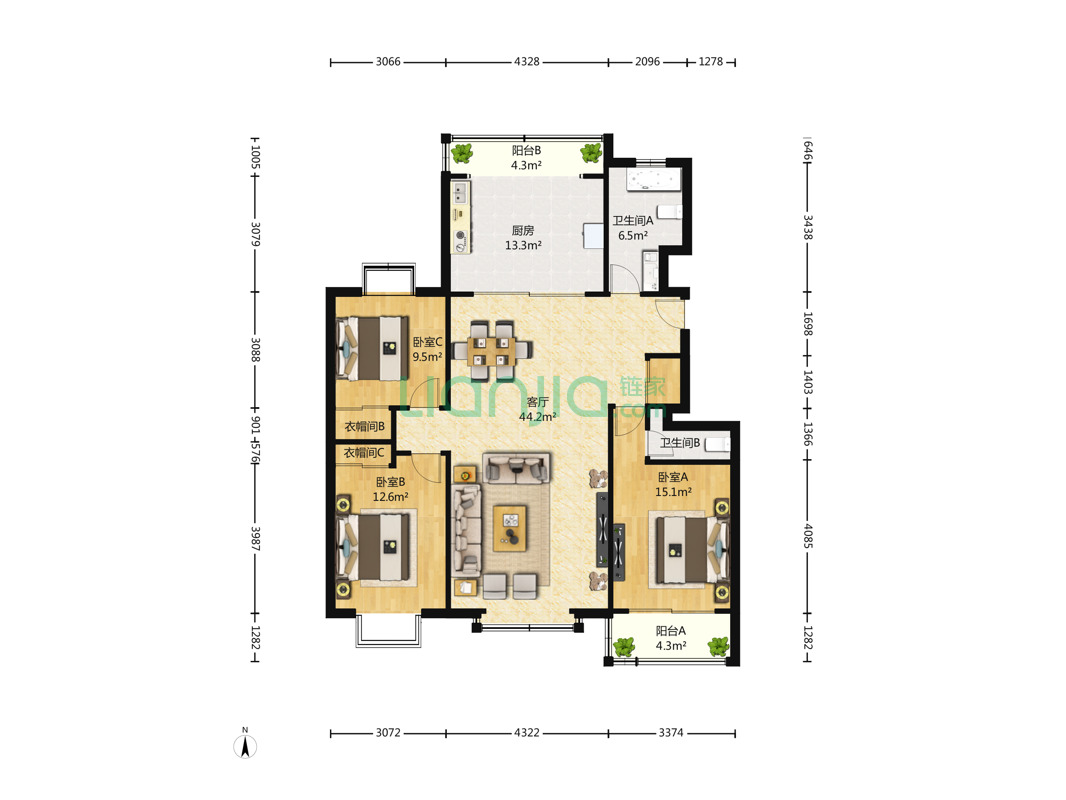 3066
4328
2096
1278
1005
3079
3088
901
576
3987
1282
646
3438
1698
1403
1366
4085
1282
阳台B
4.3m²
厨房
13.3m²
卫生间A
6.5m²
卧室C
9.5m²
衣帽间B
衣帽间C
卧室B
12.6m²
客厅
44.2m²
卫生间B
卧室A
15.1m²
阳台A
4.3m²
Lianjia
链家
.com
3072
4322
3374
N